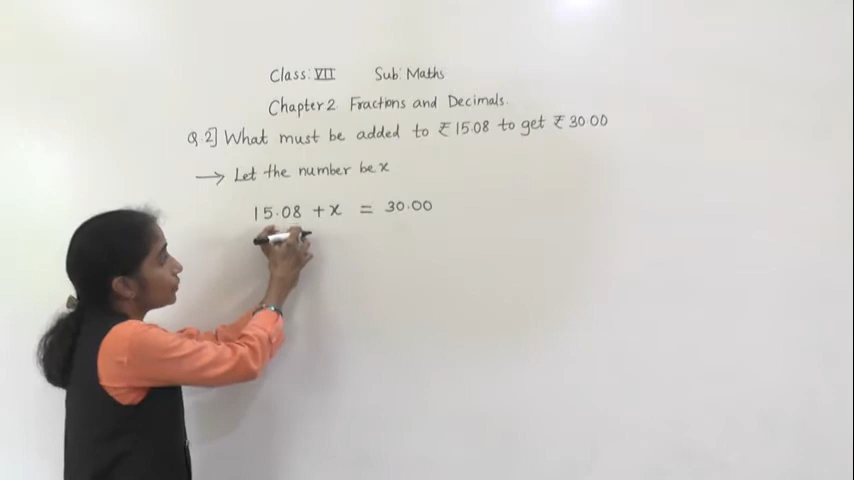 Class: VII Sub: Maths
Chapter 2 Fractions and Decimals.
Q.2] What must be added to ₹ 15.08 to get ₹ 30.00
→ Let the number be x
15.08 + x = 30.00